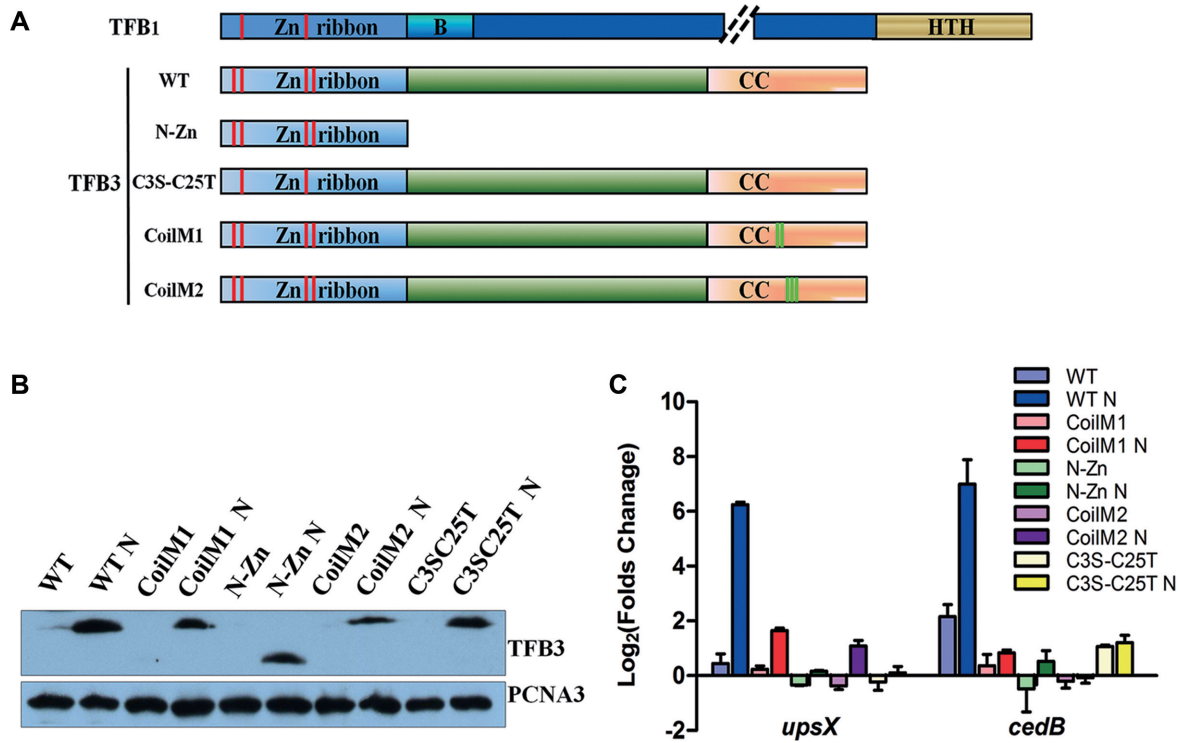 A
TFB1
Zn ribbon
B
HTH
TFB3
WT
Zn ribbon
CC
N-Zn
Zn ribbon
C3S-C25T
Zn ribbon
CC
CoilM1
Zn ribbon
CC
CoilM2
Zn ribbon
CC
B
WT
WT N
CoilM1
CoilM1 N
N-Zn
N-Zn N
CoilM2
CoilM2 N
C3SC25T
C3SC25T N
TFB3
PCNA3
C
Log2(Folds Chanage)
10
8
6
4
2
0
-2
upsX
cedB
WT
WT N
CoilM1
CoilM1 N
N-Zn
N-Zn N
CoilM2
CoilM2 N
C3S-C25T
C3S-C25T N